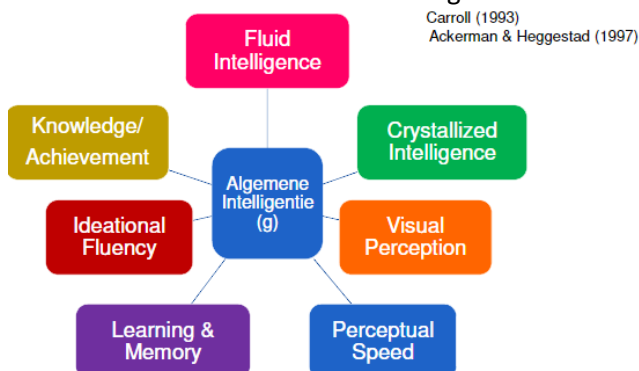 Carroll (1993)
Ackerman & Heggestad (1997)
Fluid
Intelligence
Knowledge/
Achievement
Crystallized
Intelligence
Algemene
Intelligentie
(g)
Ideational
Fluency
Visual
Perception
Learning &
Memory
Perceptual
Speed